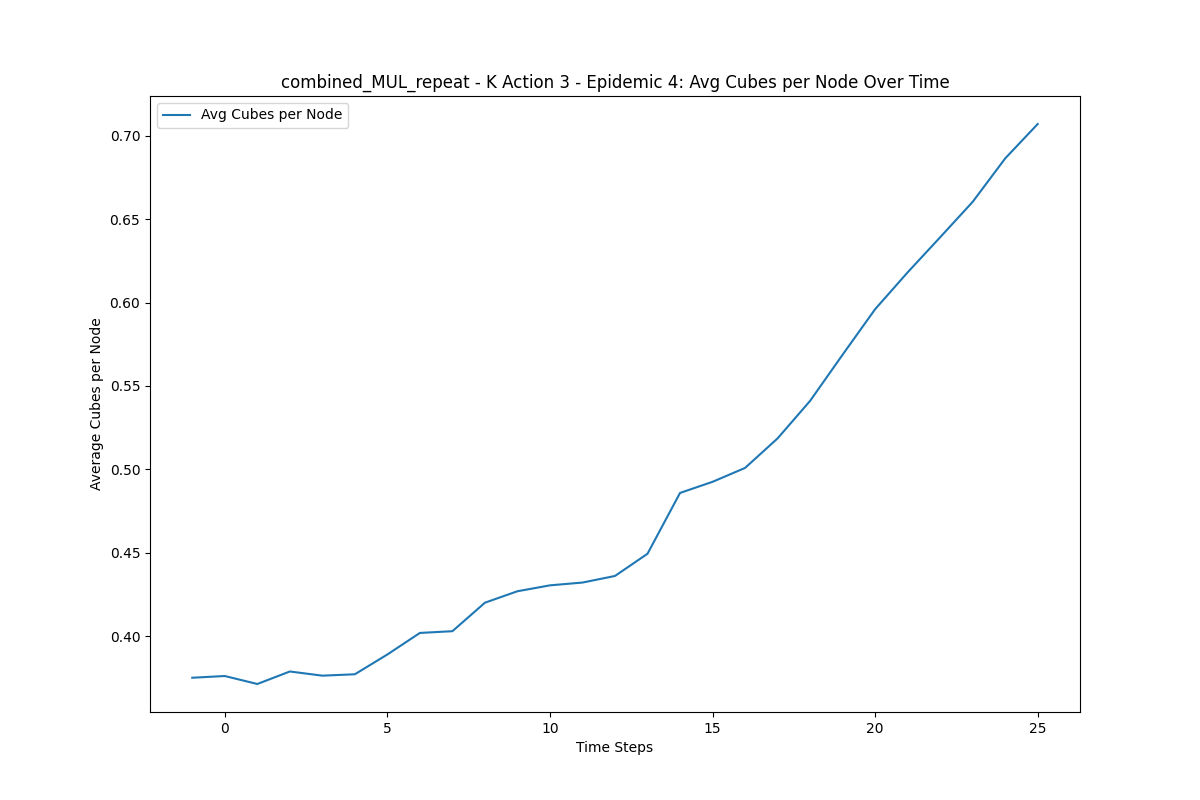 combined_MUL_repeat - K Action 3 - Epidemic 4: Avg Cubes per Node Over Time
Avg Cubes per Node
0.70
0.65
0.60
0.55
0.50
0.45
0.40
Average Cubes per Node
0 5 10 15 20 25
Time Steps